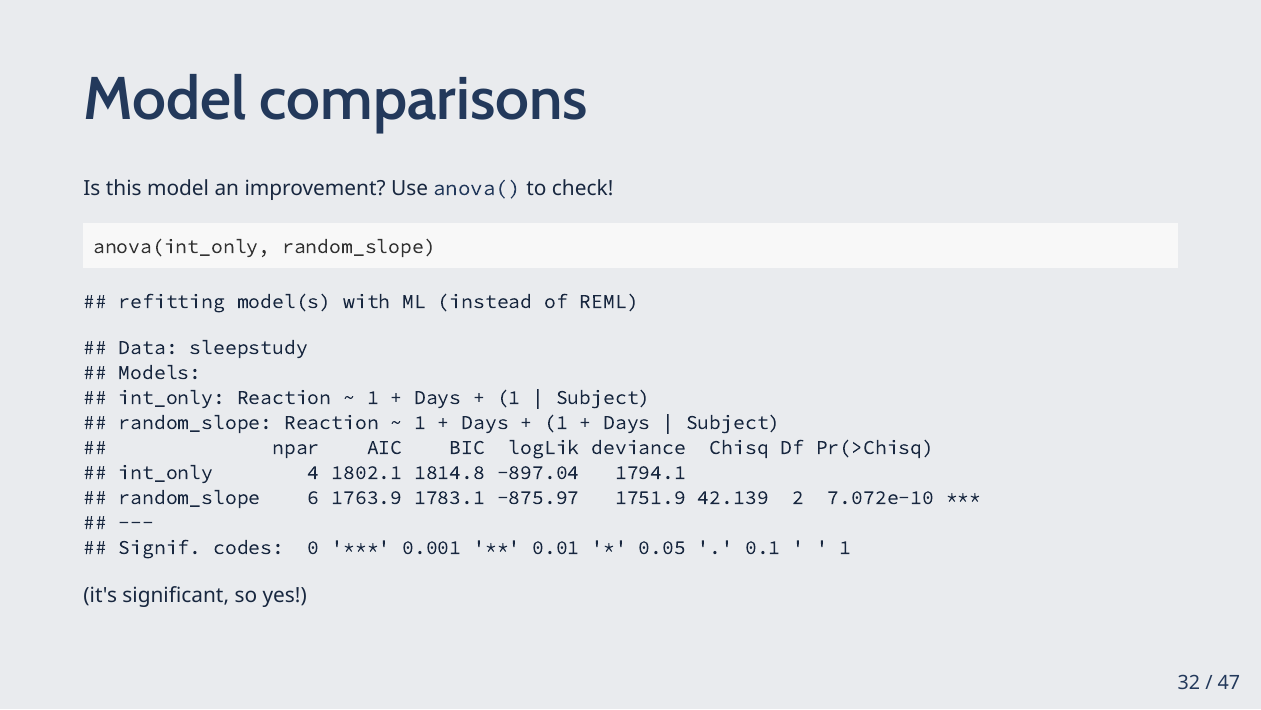 Model comparisons
Is this model an improvement? Use anova() to check!
anova(int_only, random_slope)
## refitting model(s) with ML (instead of REML)
## Data: sleepstudy
## Models:
## int_only: Reaction ~ 1 + Days + (1 | Subject)
## random_slope: Reaction ~ 1 + Days + (1 + Days | Subject)
##              npar    AIC    BIC  logLik deviance  Chisq Df Pr(>Chisq)
## int_only        4 1802.1 1814.8 -897.04   1794.1
## random_slope    6 1763.9 1783.1 -875.97   1751.9 42.139  2  7.072e-10 ***
## ---
## Signif. codes:  0 '***' 0.001 '**' 0.01 '*' 0.05 '.' 0.1 ' ' 1
(it's significant, so yes!)
32 / 47